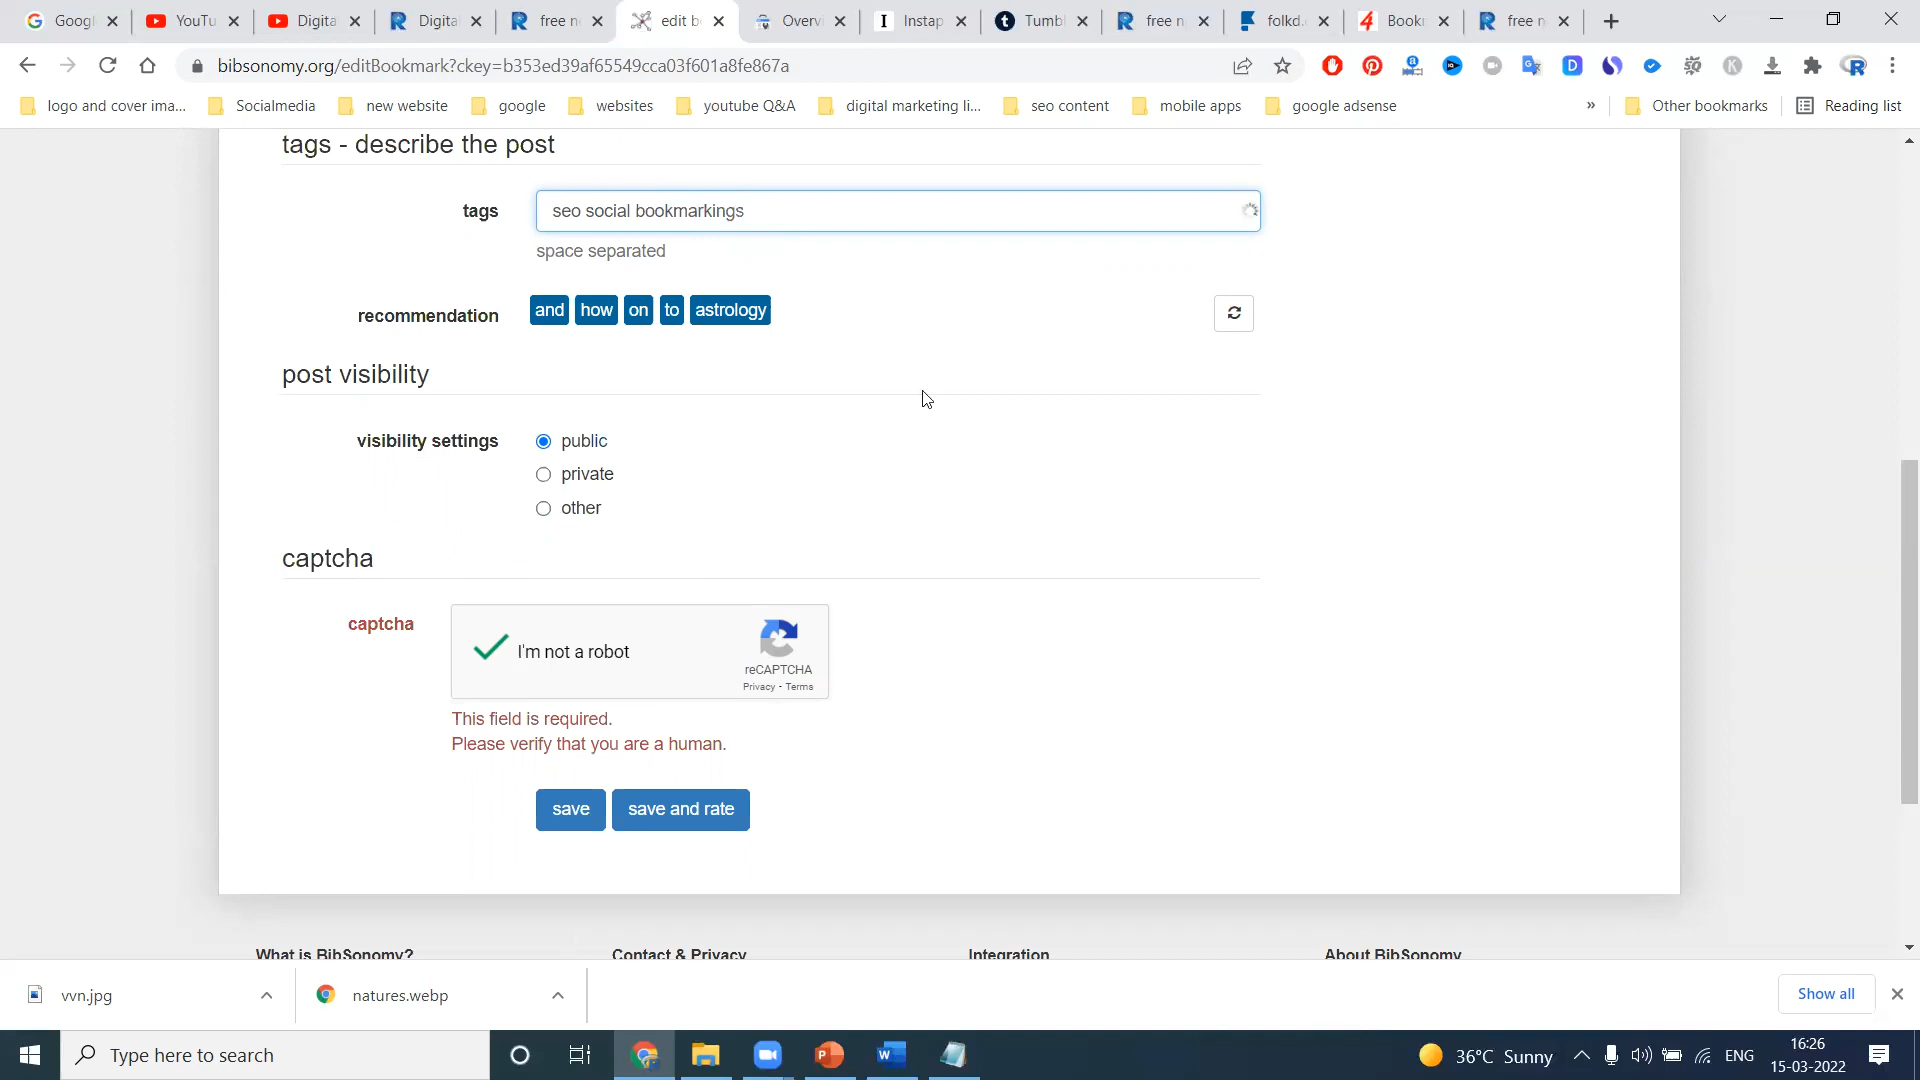 Googl
YouTu
Digita
Digital
free n
edit b
Overv
Instap
Tumbl
free n
folkd.
Bookr
free n
bibsonomy.org/editBookmark?ckey=b353ed39af65549cca03f601a8fe867a
logo and cover ima...
Socialmedia
new website
google
websites
youtube Q&A
digital marketing li...
seo content
mobile apps
google adsense
»
Other bookmarks
Reading list
tags - describe the post
tags
seo social bookmarkings
space separated
recommendation
and how on to astrology
post visibility
visibility settings
public
private
other
captcha
captcha
I'm not a robot
reCAPTCHA
Privacy - Terms
This field is required.
Please verify that you are a human.
save
save and rate
What is BibSonomy?
Contact & Privacy
Integration
About BibSonomy
vvn.jpg
natures.webp
Show all
Type here to search
36°C Sunny
ENG
16:26
15-03-2022